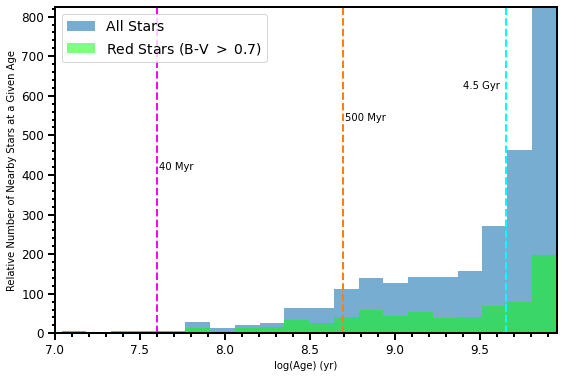 All Stars
Red Stars (B-V > 0.7)
4.5 Gyr
500 Myr
40 Myr
Relative Number of Nearby Stars at a Given Age
800
700
600
500
400
300
200
100
0
7.0 7.5 8.0 8.5 9.0 9.5
log(Age) (yr)